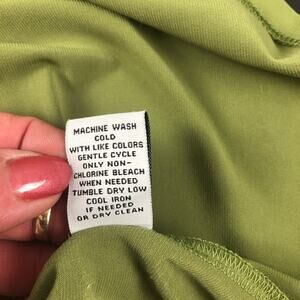 MACHINE WASH
COLD
WITH LIKE COLORS
GENTLE CYCLE
ONLY NON-
CHLORINE BLEACH
WHEN NEEDED
TUMBLE DRY LOW
COOL IRON
IF NEEDED
OR DRY CLEAN